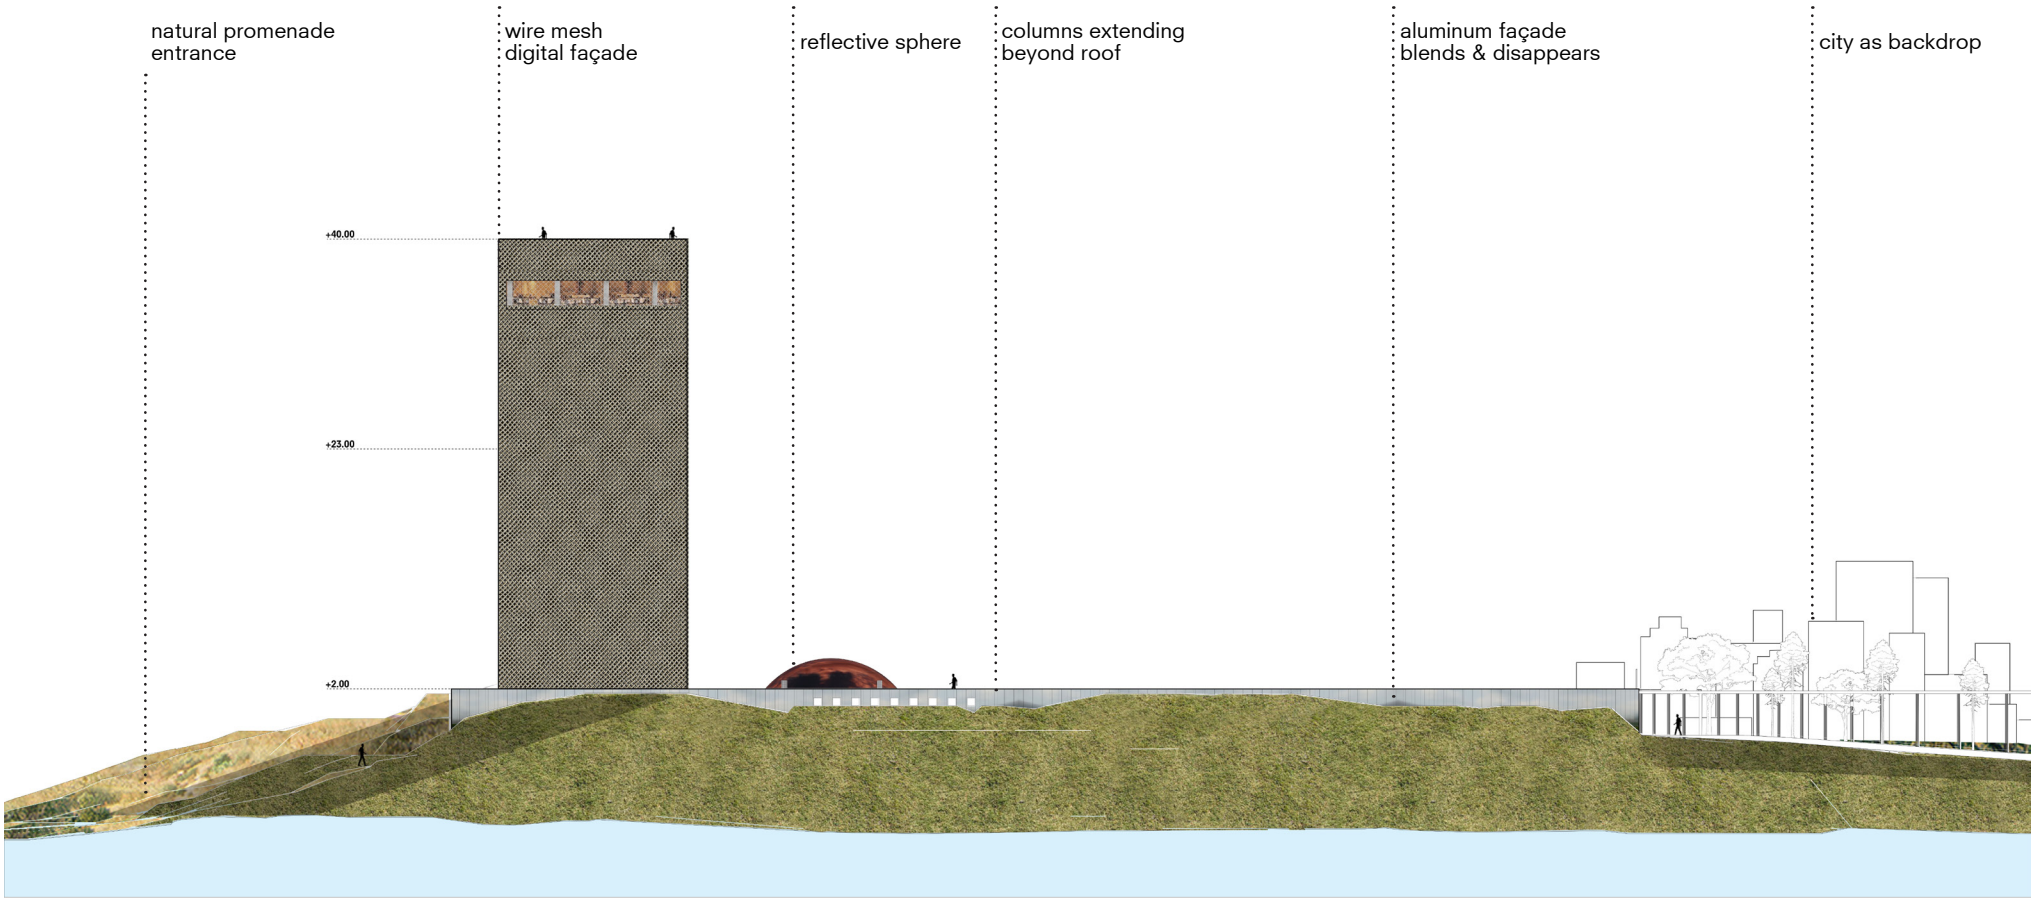 natural promenade
entrance
wire mesh
digital façade
reflective sphere
columns extending
beyond roof
aluminum façade
blends & disappears
city as backdrop
+40.00
+23.00
+2.00